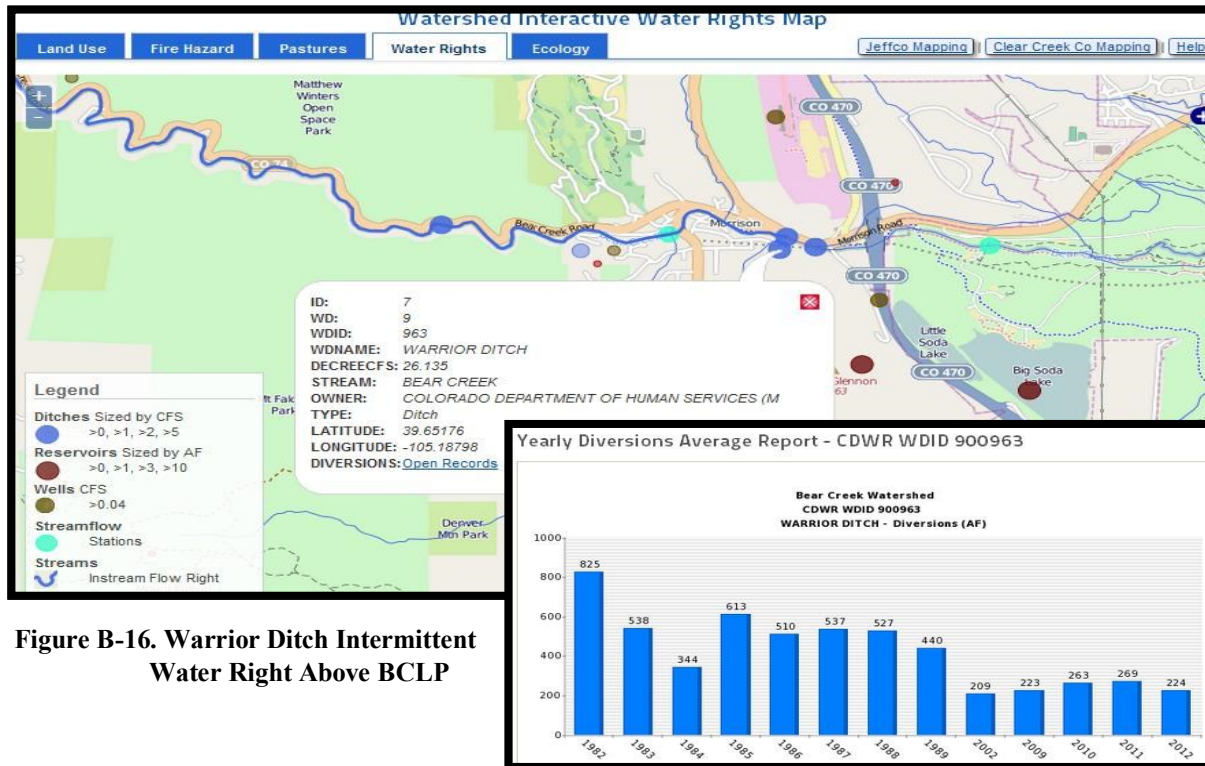 Watershed Interactive Water Rights Map
Land Use
Fire Hazard
Pastures
Water Rights
Ecology
Jeffco Mapping
Clear Creek Co Mapping
Help
+
−
Matthew
Winters
Open
Space
Park
CO 74
Bear Creek Road
Morrison
Morrison Road
CO 470
CO 470
CO 470
CO 470
Little
Soda
Lake
Big Soda
Lake
Glennon
Denver
Mtn Park
ID: 7
WD: 9
WDID: 963
WDNAME: WARRIOR DITCH
DECREECFS: 26.135
STREAM: BEAR CREEK
OWNER: COLORADO DEPARTMENT OF HUMAN SERVICES (M
TYPE: Ditch
LATITUDE: 39.65176
LONGITUDE: -105.18798
DIVERSIONS: Open Records
Legend
Ditches Sized by CFS
>0, >1, >2, >5
Reservoirs Sized by AF
>0, >1, >3, >10
Wells CFS
>0.04
Streamflow
Stations
Streams
Instream Flow Right
Figure B-16. Warrior Ditch Intermittent
Water Right Above BCLP
Yearly Diversions Average Report - CDWR WDID 900963
Bear Creek Watershed
CDWR WDID 900963
WARRIOR DITCH - Diversions (AF)
1000
800
600
400
200
0
825
538
344
613
510
537
527
440
209
223
263
269
224
1982
1983
1984
1985
1986
1987
1988
1989
2002
2009
2010
2011
2012